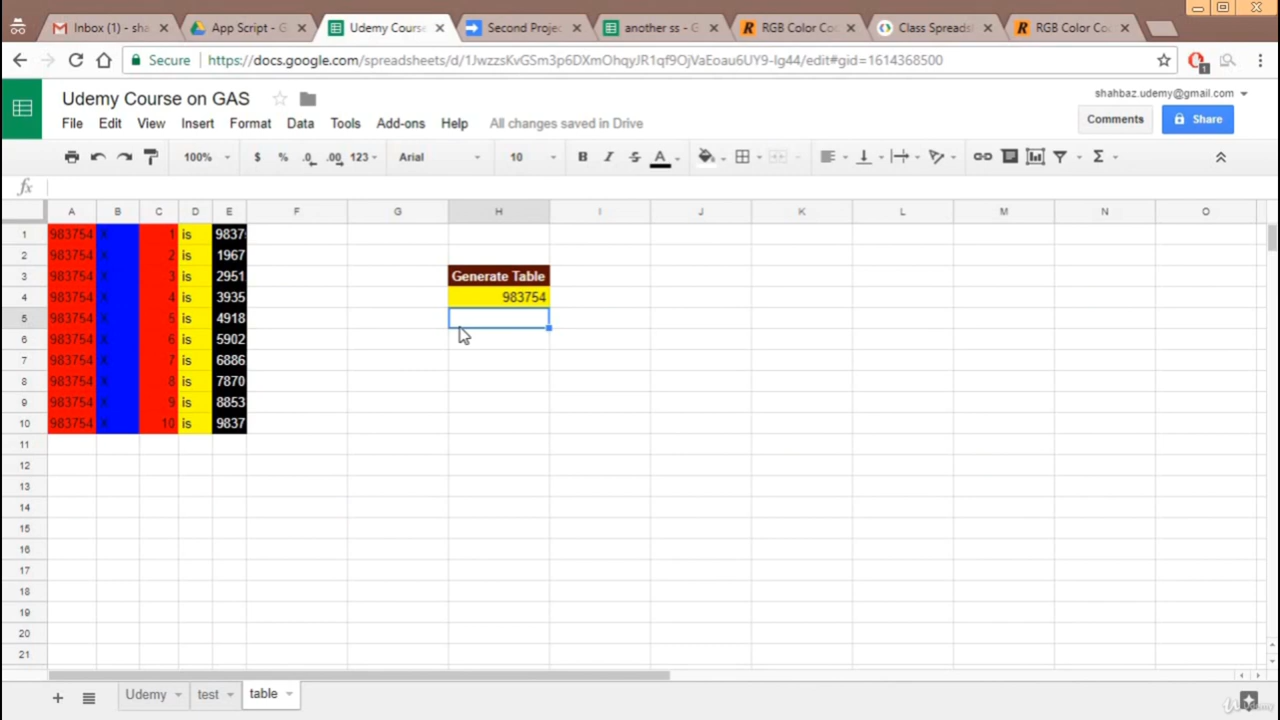 Inbox (1) - sha
App Script - G
Udemy Course
Second Projec
another ss - G
RGB Color Co
Class Spreads
RGB Color Co
Secure
https://docs.google.com/spreadsheets/d/1JwzzsKvGSm3p6DXmOhqyJR1qf9OjVaEoau6UY9-Ig44/edit#gid=1614368500
1
Udemy Course on GAS
shahbaz.udemy@gmail.com
File Edit View Insert Format Data Tools Add-ons Help All changes saved in Drive
Comments
Share
100% $ % .0 .00 123 Arial 10 B I S A Σ
fx
A B C D E F G H I J K L M N O
1 983754 X 1 is 9837
2 983754 X 2 is 1967
3 983754 X 3 is 2951 Generate Table
4 983754 X 4 is 3935 983754
5 983754 X 5 is 4918
6 983754 X 6 is 5902
7 983754 X 7 is 6886
8 983754 X 8 is 7870
9 983754 X 9 is 8853
10 983754 X 10 is 9837
11
12
13
14
15
16
17
18
19
20
21
+ Udemy test table
Udemy